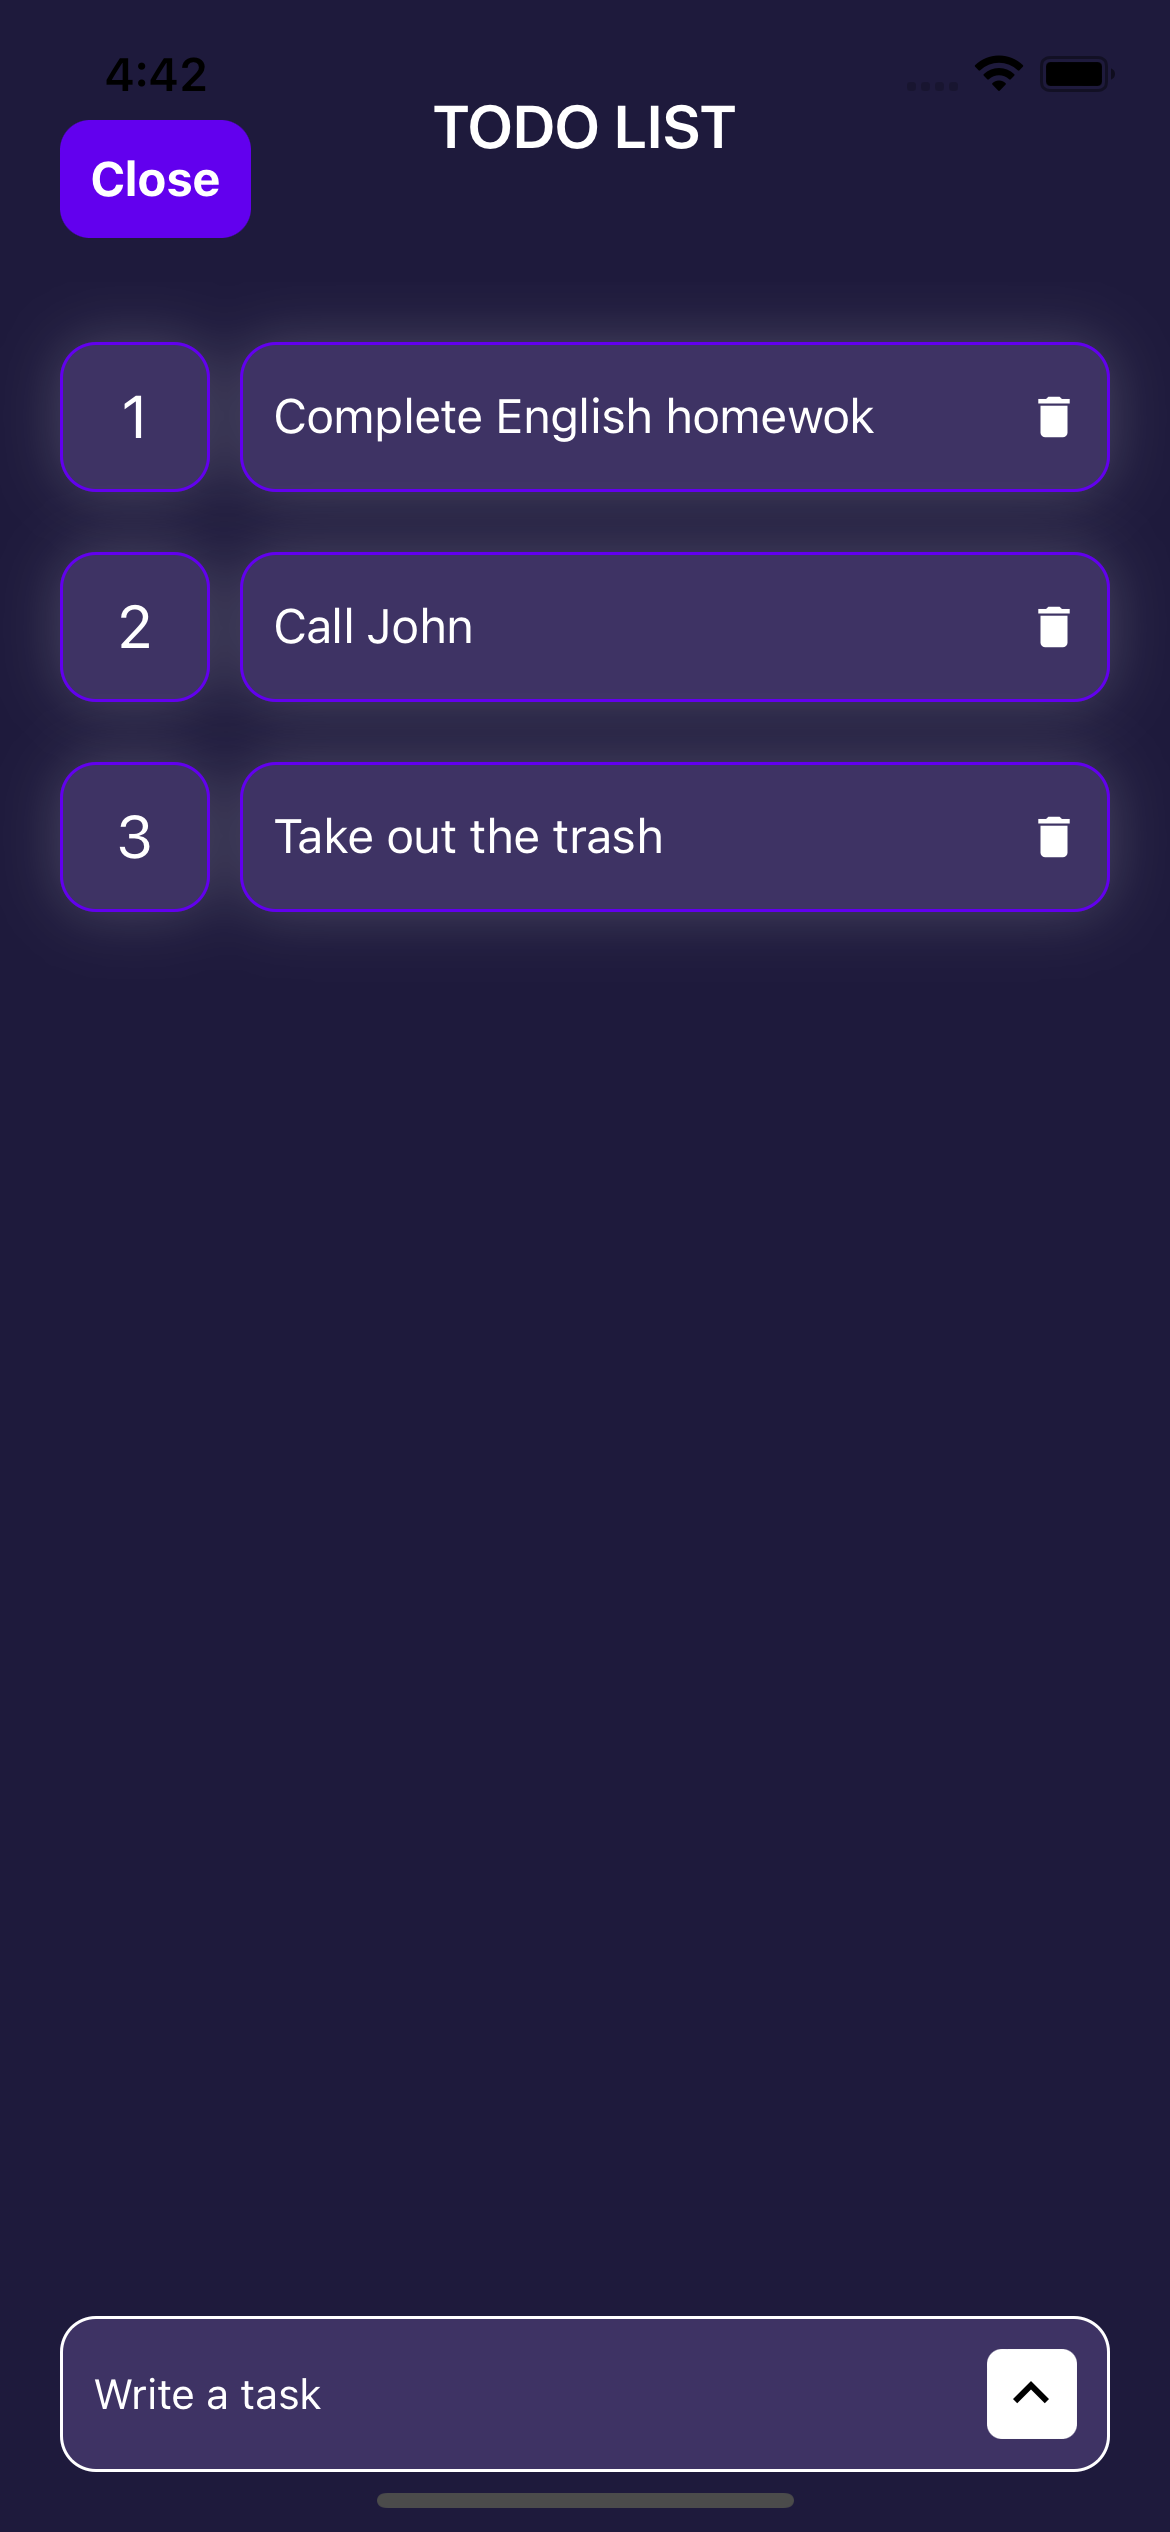 4:42
TODO LIST
Close
1
Complete English homewok
2
Call John
3
Take out the trash
Write a task